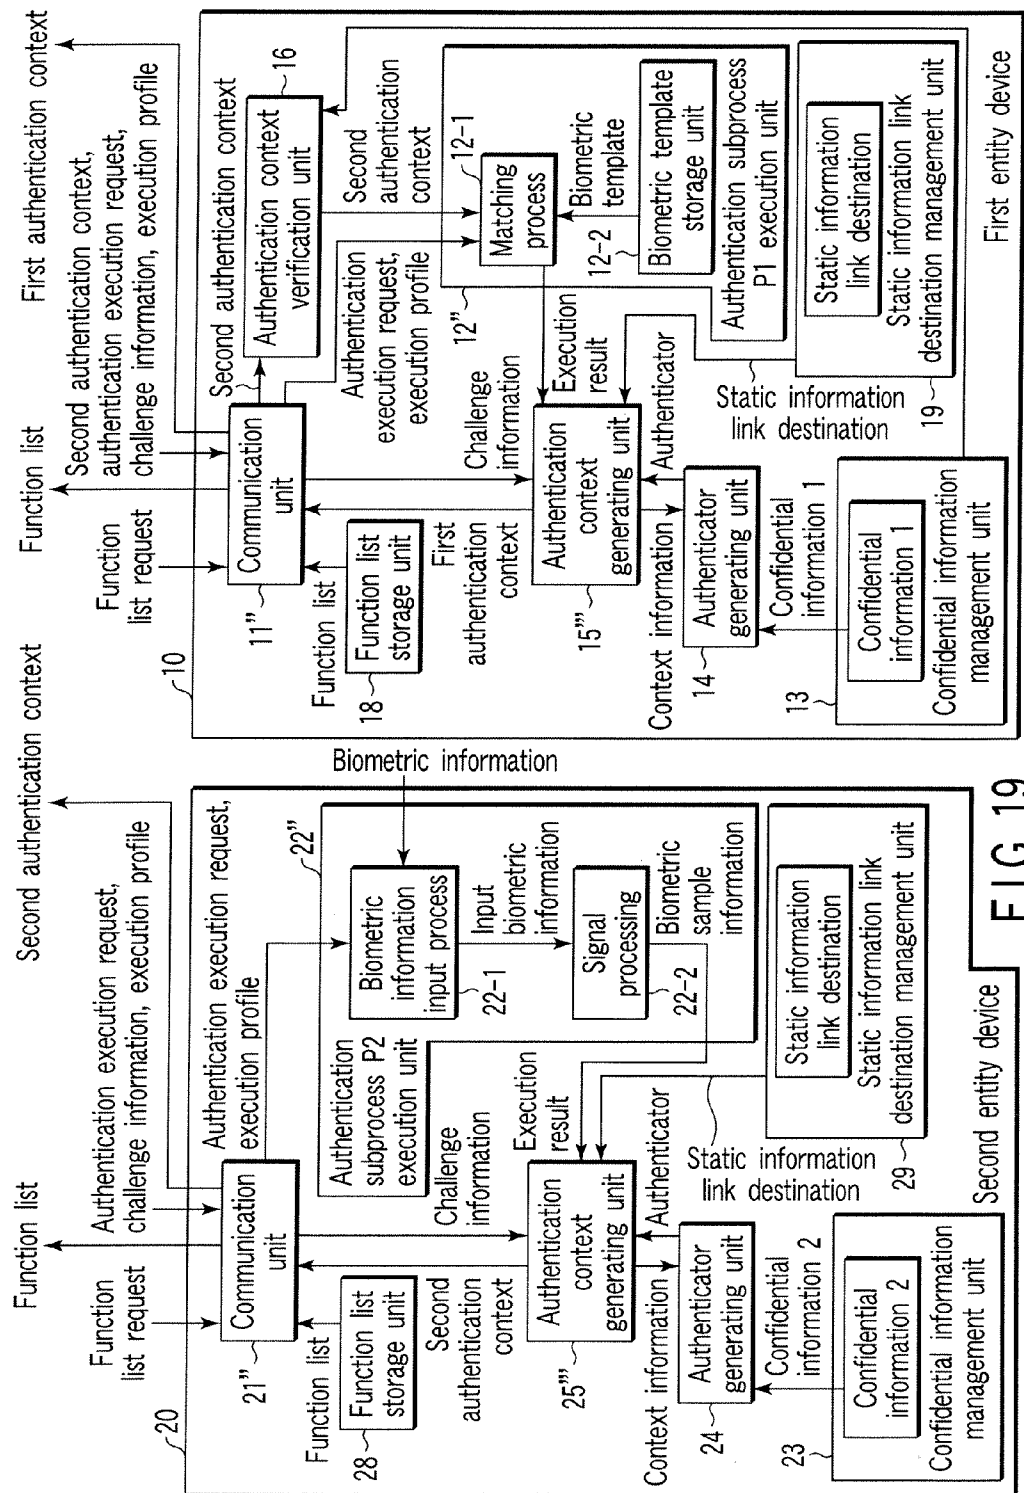 Function list
Second authentication context
Function
list request
Authentication execution request,
challenge information, execution profile
20
Communication
unit
21"
Authentication execution request,
execution profile
Function list
Function list
storage unit
28
Second
authentication
context
Challenge
information
Authentication
subprocess P2
execution unit
22"
Biometric information
Biometric
information
input process
22-1
Input
biometric
information
Signal
processing
22-2
Biometric
sample
information
Execution
result
Authentication
context
generating unit
25"'
Context information
Authenticator
Static information
link destination
Authenticator
generating unit
24
Confidential
information 2
Confidential
information 2
Confidential information
management unit
23
Static information
link destination
Static information link
destination management unit
29
Second entity device
Function list
First authentication context
Function
list request
Second authentication context,
authentication execution request,
challenge information, execution profile
10
Communication
unit
11"
Second authentication context
Authentication context
verification unit
16
Function list
Function list
storage unit
18
First
authentication
context
Challenge
information
Authentication
execution request,
execution profile
Second
authentication
context
12"
Matching
process
12-1
Biometric
template
12-2
Biometric template
storage unit
Authentication subprocess
P1 execution unit
Execution
result
Authentication
context
generating unit
15"'
Context information
Authenticator
Static information
link destination
Authenticator
generating unit
14
Confidential
information 1
Confidential
information 1
Confidential information
management unit
13
Static information
link destination
Static information link
destination management unit
19
First entity device
FIG. 19